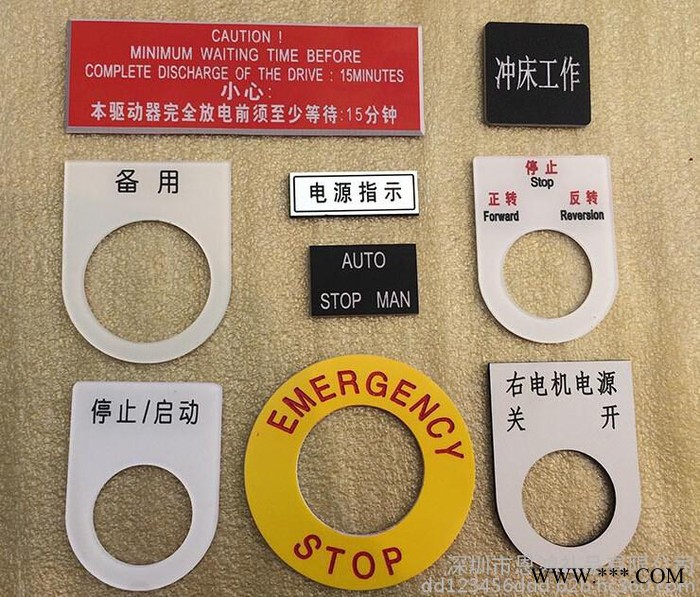 CAUTION !
MINIMUM WAITING TIME BEFORE
COMPLETE DISCHARGE OF THE DRIVE : 15MINUTES
小心:
本驱动器完全放电前须至少等待:15分钟
冲床工作
备用
电源指示
停止
Stop
正转 反转
Forward Reversion
AUTO
STOP MAN
停止/启动
EMERGENCY
STOP
右电机电源
关 开
深圳市
www.***.com